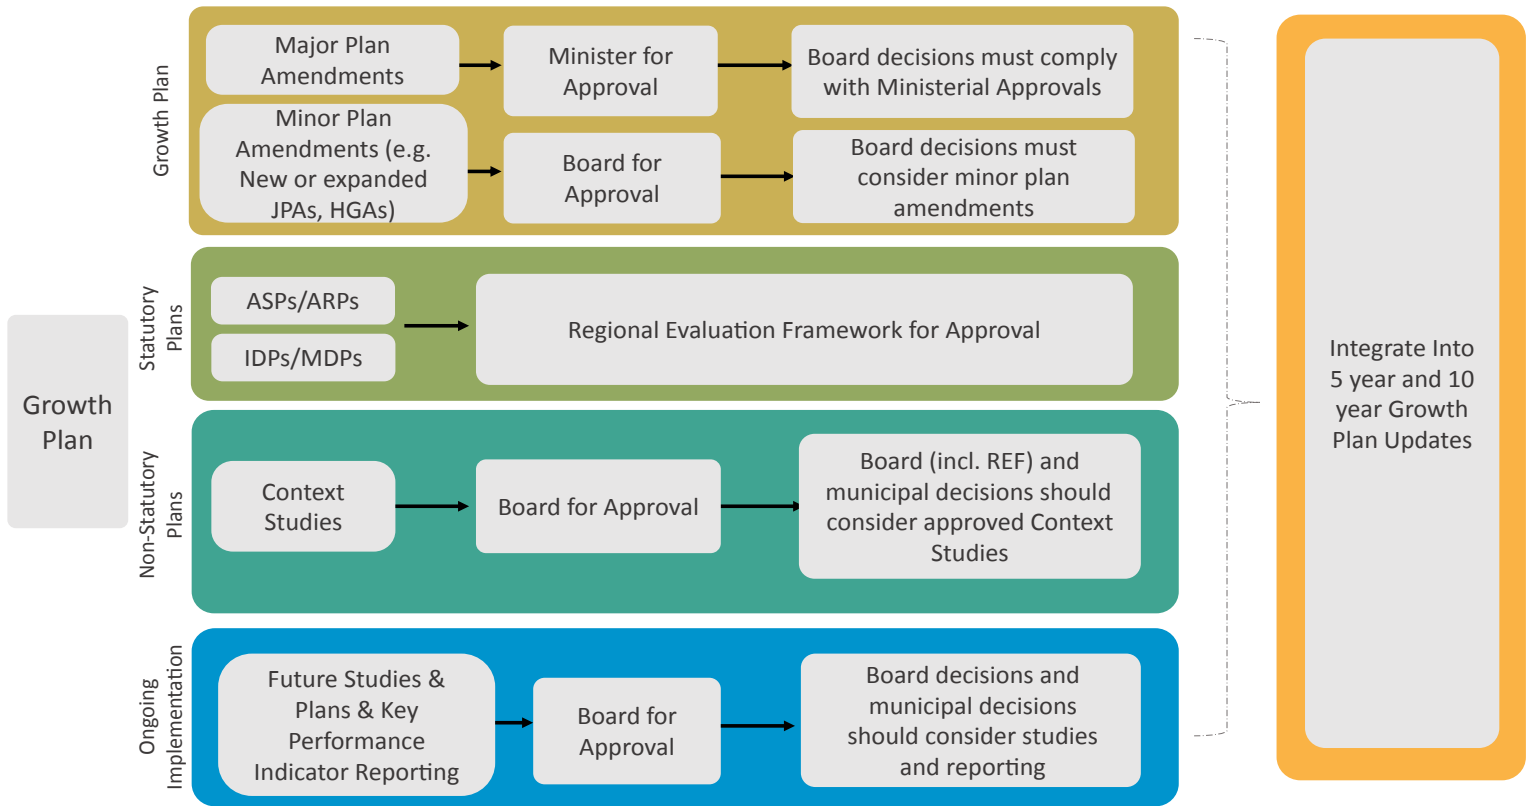 Growth
Plan
Growth Plan
Major Plan
Amendments
Minister for
Approval
Board decisions must comply
with Ministerial Approvals
Minor Plan
Amendments (e.g.
New or expanded
JPAs, HGAs)
Board for
Approval
Board decisions must
consider minor plan
amendments
Statutory
Plans
ASPs/ARPs
IDPs/MDPs
Regional Evaluation Framework for Approval
Non-Statutory
Plans
Context
Studies
Board for Approval
Board (incl. REF) and
municipal decisions should
consider approved Context
Studies
Ongoing
Implementation
Future Studies &
Plans & Key
Performance
Indicator Reporting
Board for
Approval
Board decisions and
municipal decisions
should consider studies
and reporting
Integrate Into
5 year and 10
year Growth
Plan Updates